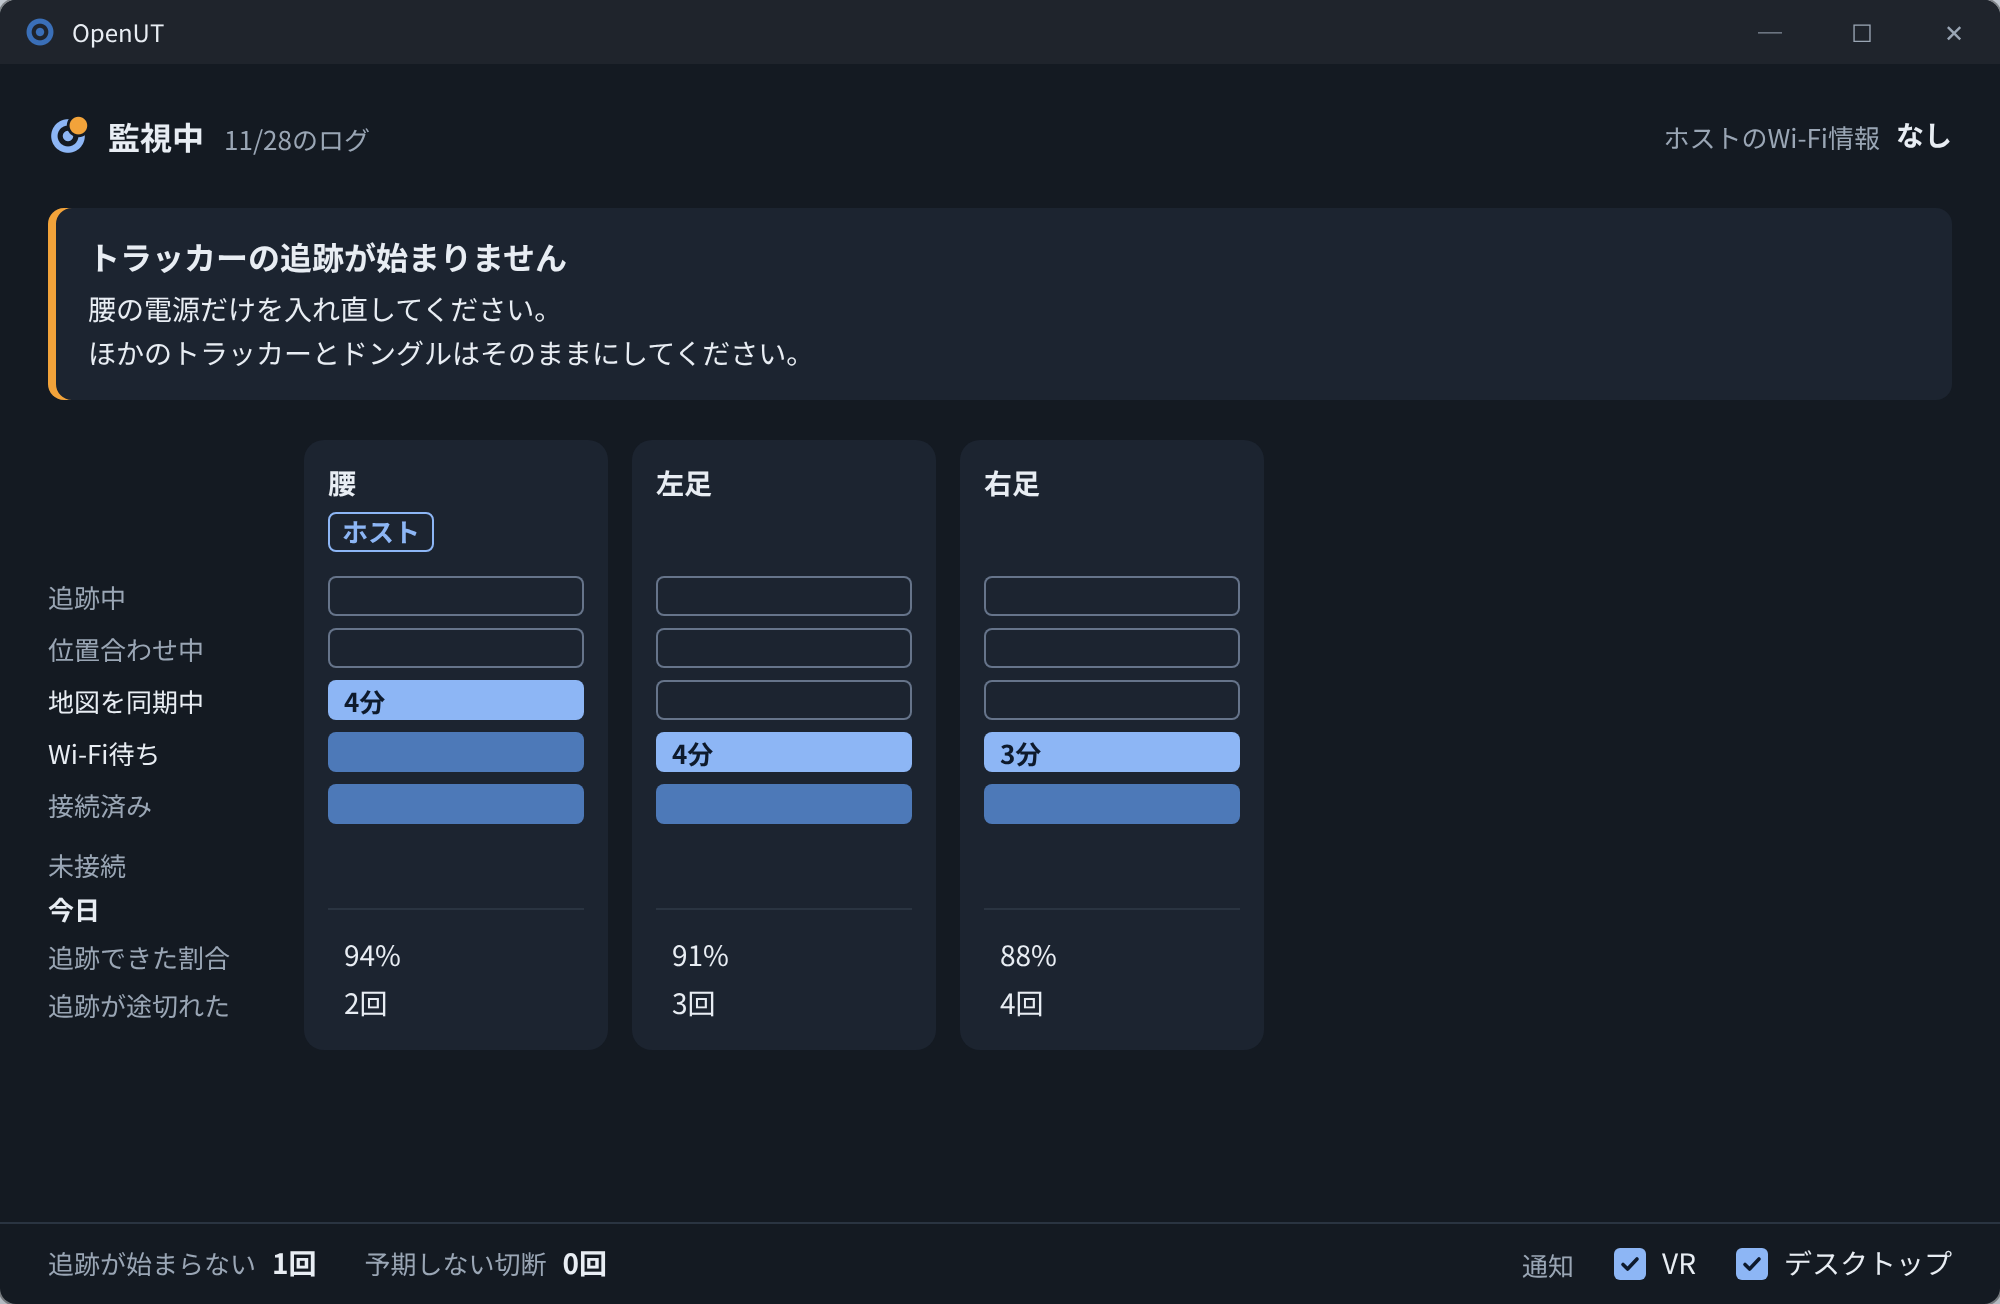 OpenUT
監視中 11/28のログ ホストのWi-Fi情報 なし
トラッカーの追跡が始まりません
腰の電源だけを入れ直してください。
ほかのトラッカーとドングルはそのままにしてください。
腰 左足 右足
ホスト
追跡中
位置合わせ中
地図を同期中 4分
Wi-Fi待ち 4分 3分
接続済み
未接続
今日
追跡できた割合 94% 91% 88%
追跡が途切れた 2回 3回 4回
追跡が始まらない 1回 予期しない切断 0回 通知 VR デスクトップ